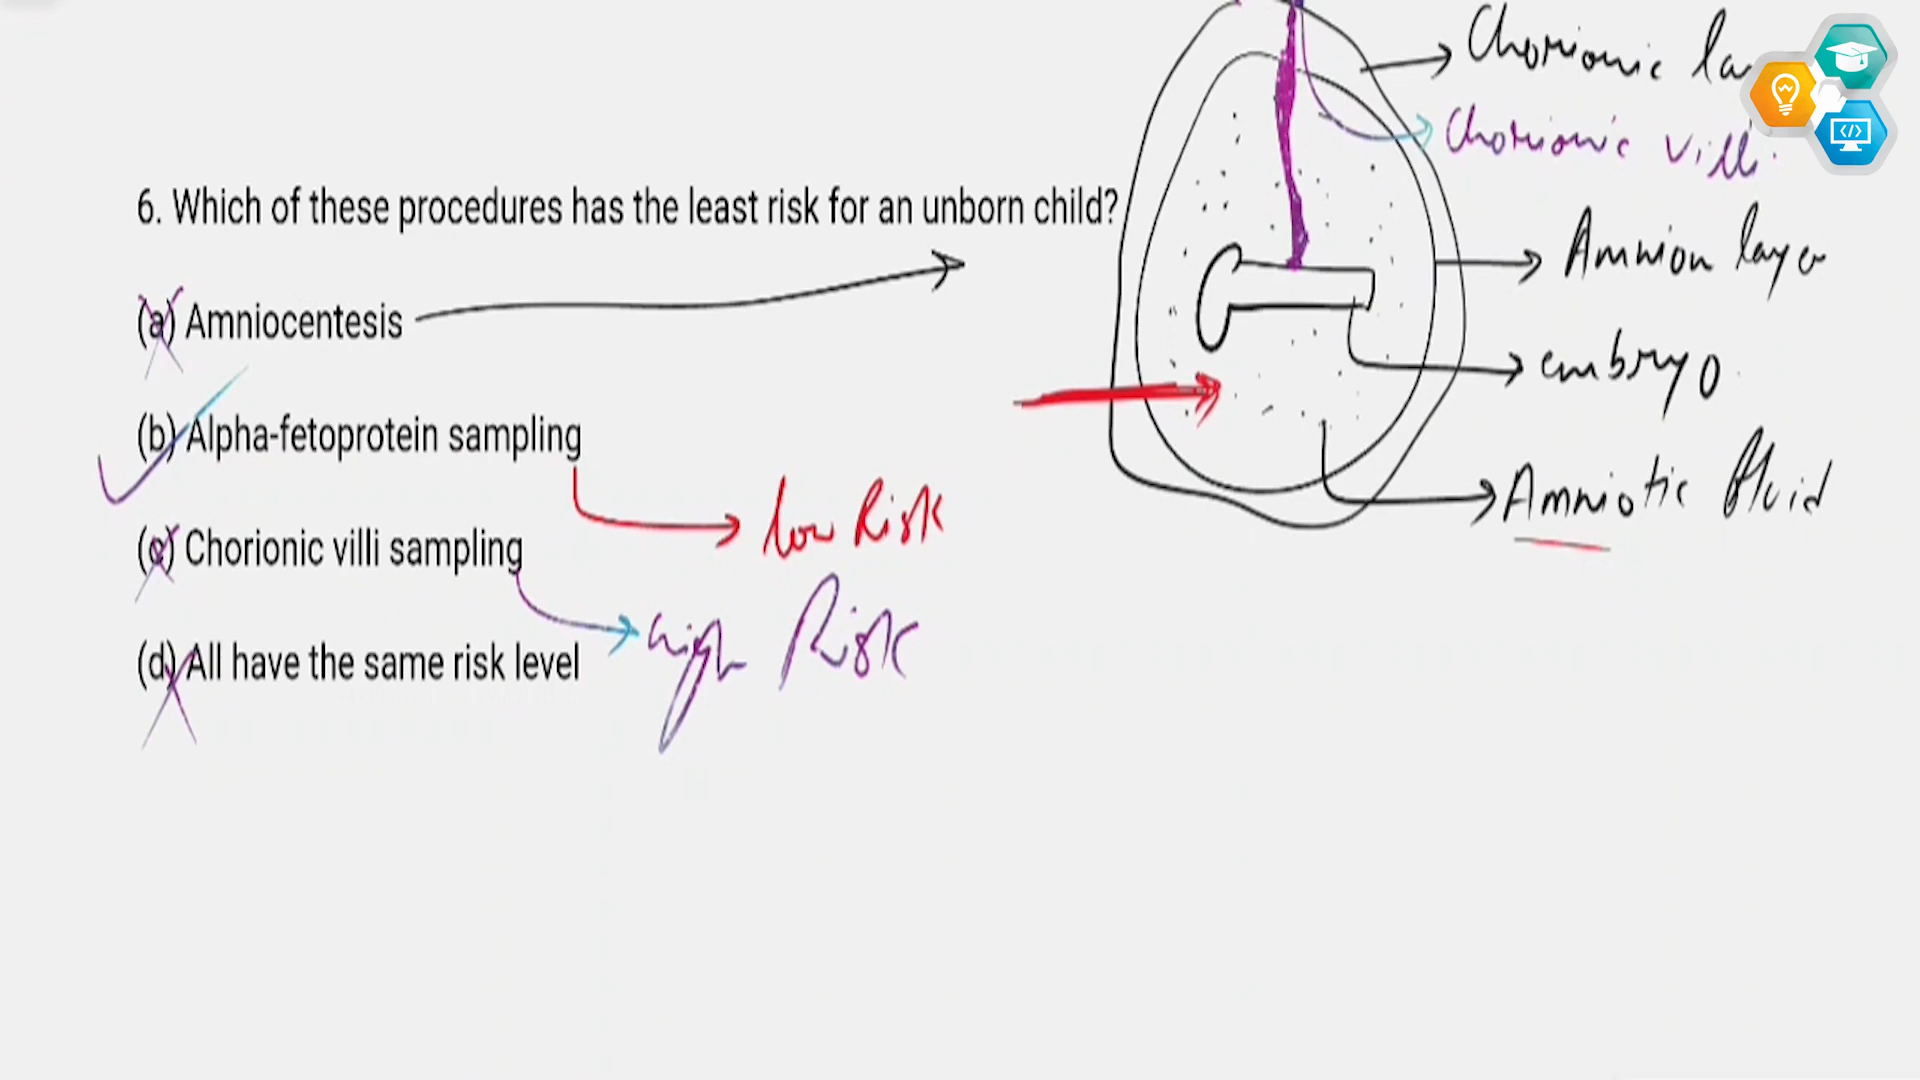 Chorionic la
Chorionic villi
6. Which of these procedures has the least risk for an unborn child?
Amnion layer
(a) Amniocentesis
embryo
(b) Alpha-fetoprotein sampling
Amniotic fluid
low Risk
(c) Chorionic villi sampling
high Risk
(d) All have the same risk level